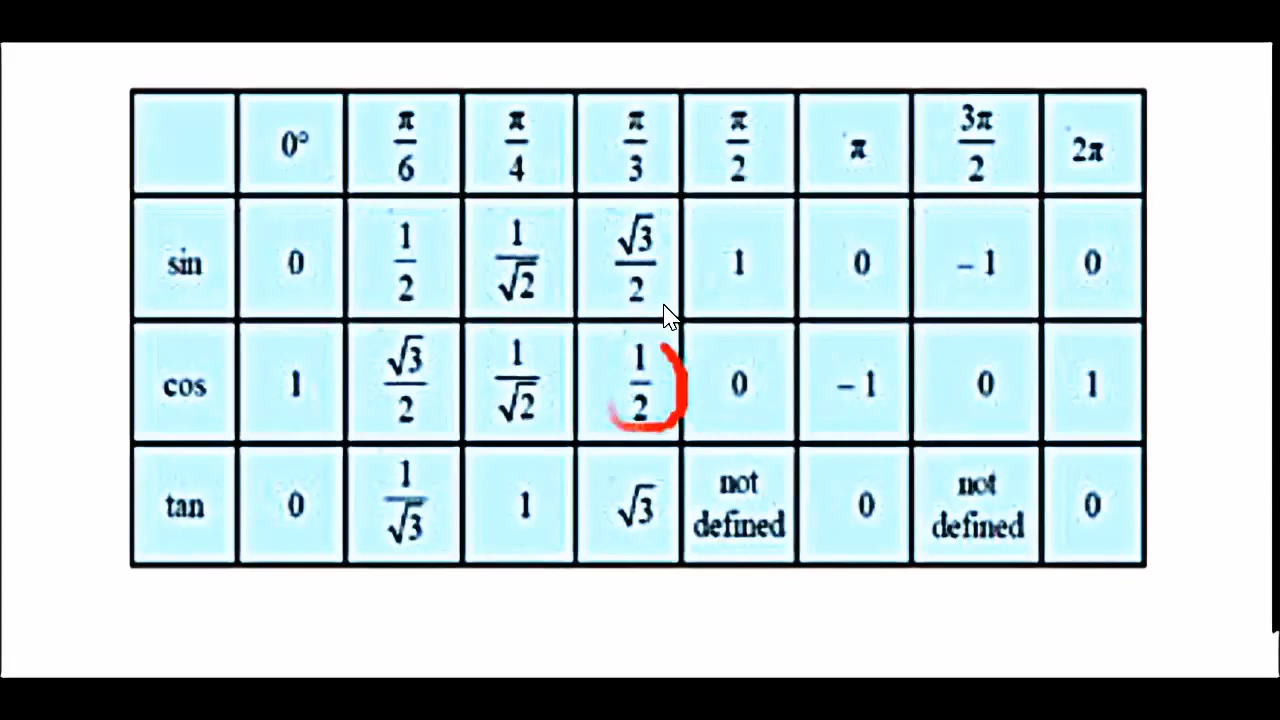 0° π/6 π/4 π/3 π/2 π 3π/2 2π
sin 0 1/2 1/√2 √3/2 1 0 – 1 0
cos 1 √3/2 1/√2 1/2 0 – 1 0 1
tan 0 1/√3 1 √3 not defined 0 not defined 0